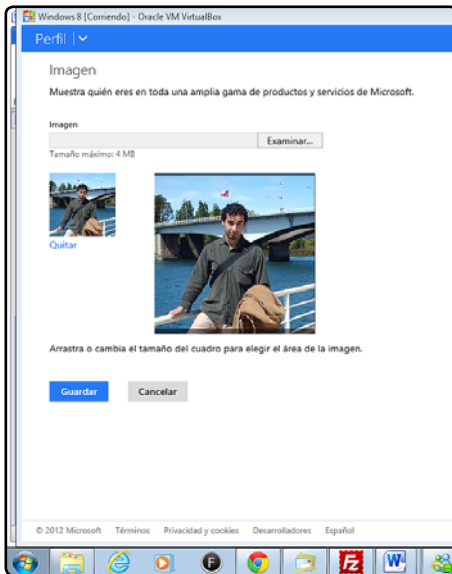 Windows 8 [Corriendo] - Oracle VM VirtualBox
Perfil
Imagen
Muestra quién eres en toda una amplia gama de productos y servicios de Microsoft.
Imagen
Examinar...
Tamaño máximo: 4 MB
Quitar
Arrastra o cambia el tamaño del cuadro para elegir el área de la imagen.
Guardar Cancelar
© 2012 Microsoft Términos Privacidad y cookies Desarrolladores Español